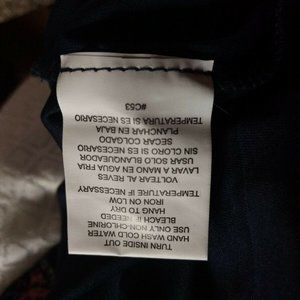 TURN INSIDE OUT
HAND WASH COLD WATER
USE ONLY NON-CHLORINE
BLEACH IF NEEDED
HANG TO DRY
IRON ON LOW
TEMPERATURE IF NECESSARY
VOLTEAR AL REVES
LAVAR A MANO EN AGUA FRIA
USAR SOLO BLANQUEADOR
SIN CLORO SI ES NECESARIO
SECAR COLGADO
PLANCHAR EN BAJA
TEMPERATURA SI ES NECESARIO
#C53